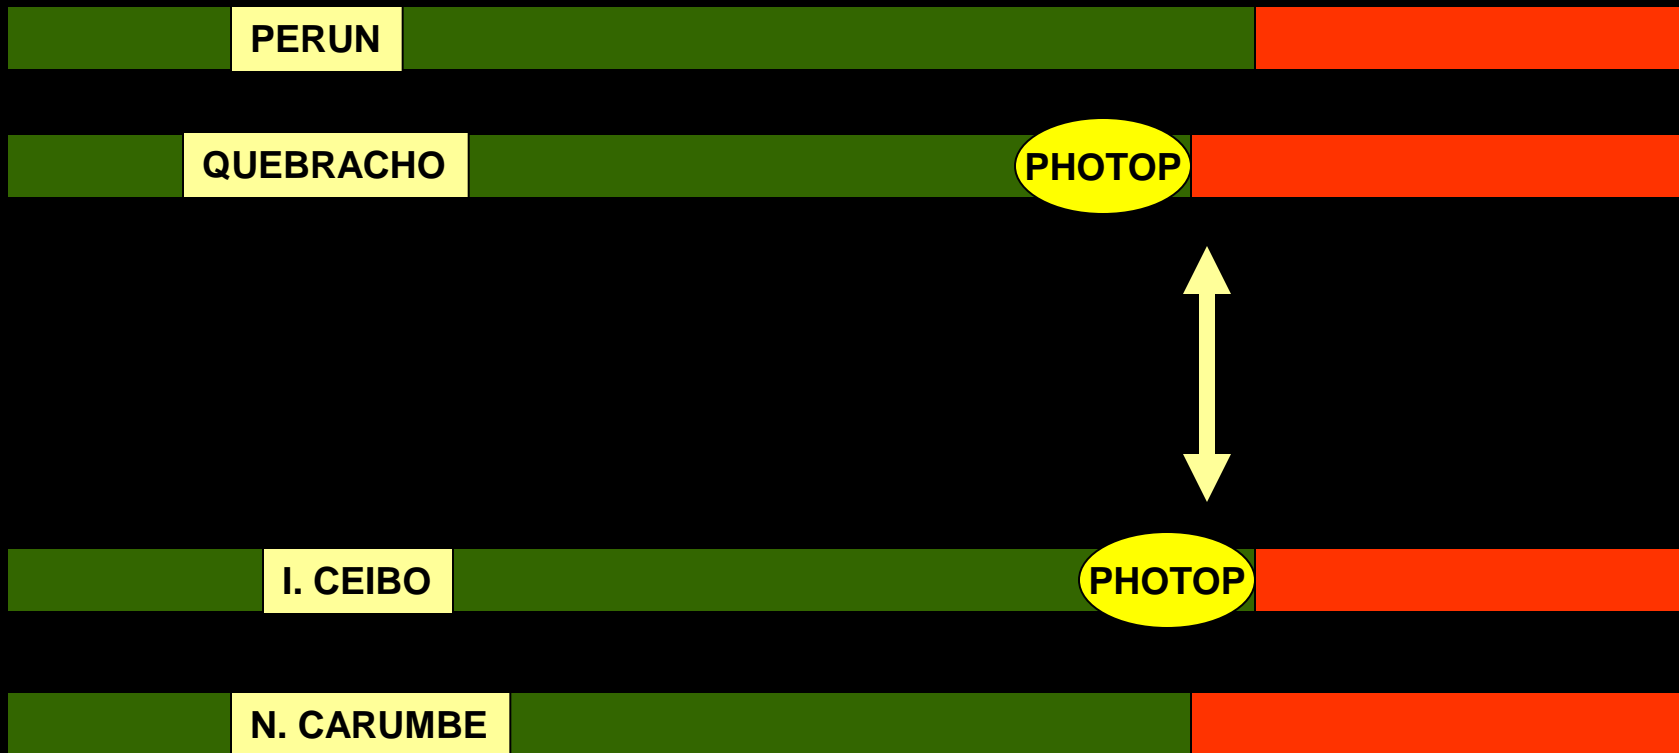 PERUN
QUEBRACHO
PHOTOP
I. CEIBO
PHOTOP
N. CARUMBE